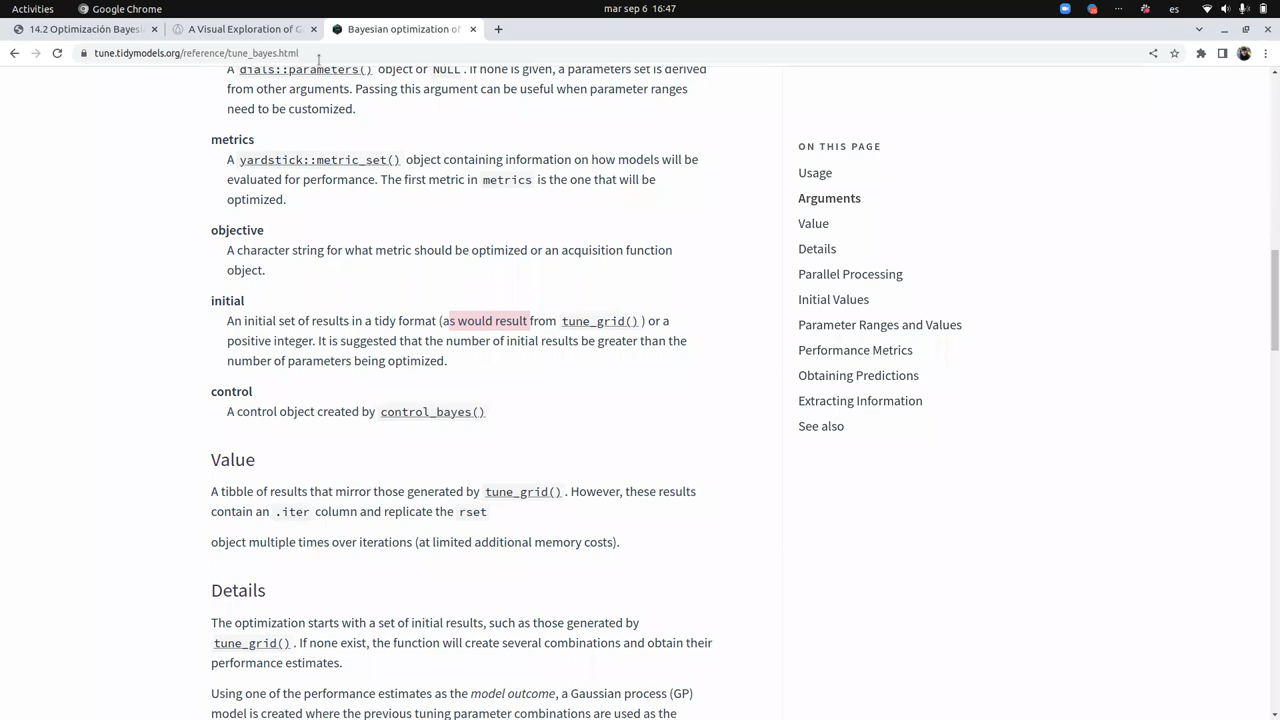 Activities
Google Chrome
mar sep 6 16:47
es
14.2 Optimización Bayes
A Visual Exploration of G
Bayesian optimization of
tune.tidymodels.org/reference/tune_bayes.html
A dials::parameters() object or NULL. If none is given, a parameters set is derived
from other arguments. Passing this argument can be useful when parameter ranges
need to be customized.
metrics
A yardstick::metric_set() object containing information on how models will be
evaluated for performance. The first metric in metrics is the one that will be
optimized.
objective
A character string for what metric should be optimized or an acquisition function
object.
initial
An initial set of results in a tidy format (as would result from tune_grid()) or a
positive integer. It is suggested that the number of initial results be greater than the
number of parameters being optimized.
control
A control object created by control_bayes()
Value
A tibble of results that mirror those generated by tune_grid(). However, these results
contain an .iter column and replicate the rset
object multiple times over iterations (at limited additional memory costs).
Details
The optimization starts with a set of initial results, such as those generated by
tune_grid(). If none exist, the function will create several combinations and obtain their
performance estimates.
Using one of the performance estimates as the model outcome, a Gaussian process (GP)
model is created where the previous tuning parameter combinations are used as the
ON THIS PAGE
Usage
Arguments
Value
Details
Parallel Processing
Initial Values
Parameter Ranges and Values
Performance Metrics
Obtaining Predictions
Extracting Information
See also